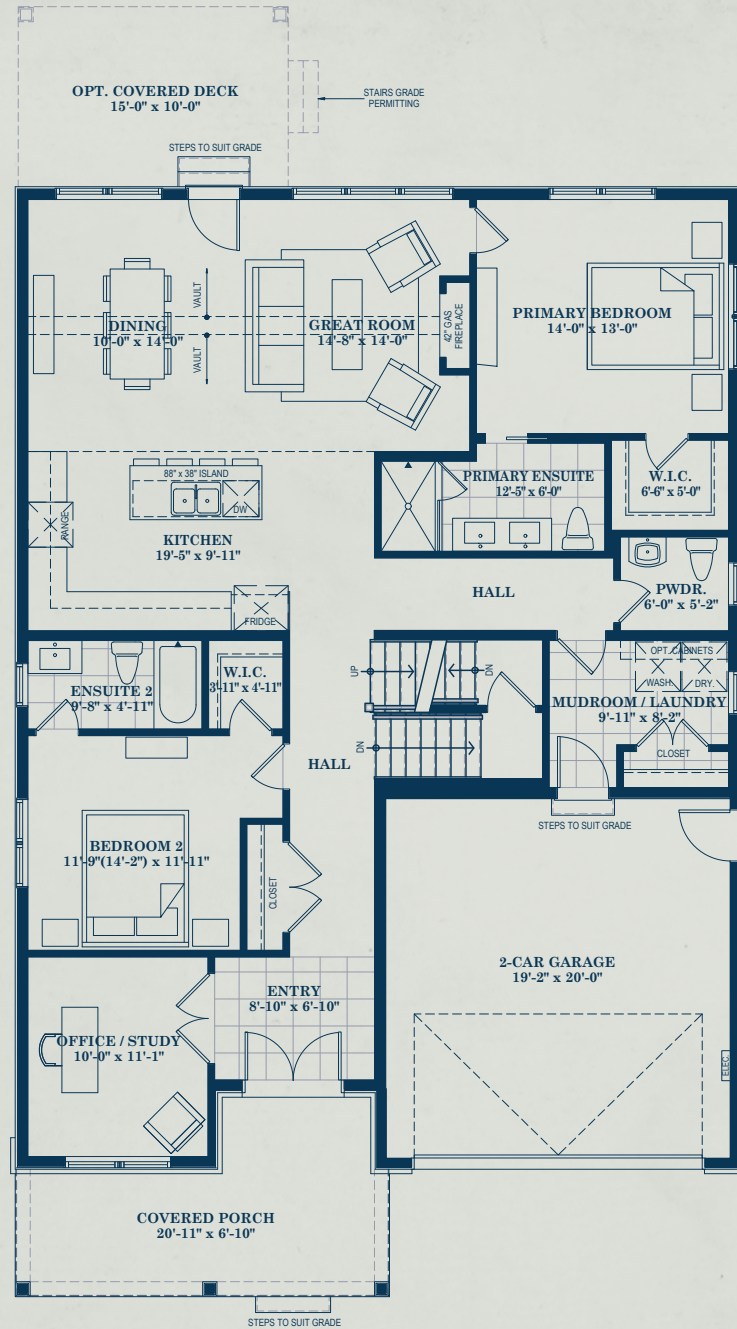 OPT. COVERED DECK
15'-0" x 10'-0"
STAIRS GRADE
PERMITTING
STEPS TO SUIT GRADE
VAULT
VAULT
DINING
10'-0" x 14'-0"
GREAT ROOM
14'-8" x 14'-0"
42" GAS
FIREPLACE
PRIMARY BEDROOM
14'-0" x 13'-0"
88" x 38" ISLAND
DW
RANGE
KITCHEN
19'-5" x 9'-11"
FRIDGE
PRIMARY ENSUITE
12'-5" x 6'-0"
W.I.C.
6'-6" x 5'-0"
HALL
PWDR.
6'-0" x 5'-2"
ENSUITE 2
9'-8" x 4'-11"
W.I.C.
3'-11" x 4'-11"
UP
DN
DN
OPT. CABINETS
WASH.
DRY.
MUDROOM / LAUNDRY
9'-11" x 8'-2"
CLOSET
HALL
STEPS TO SUIT GRADE
BEDROOM 2
11'-9"(14'-2") x 11'-11"
CLOSET
2-CAR GARAGE
19'-2" x 20'-0"
ELEC.
ENTRY
8'-10" x 6'-10"
OFFICE / STUDY
10'-0" x 11'-1"
COVERED PORCH
20'-11" x 6'-10"
STEPS TO SUIT GRADE